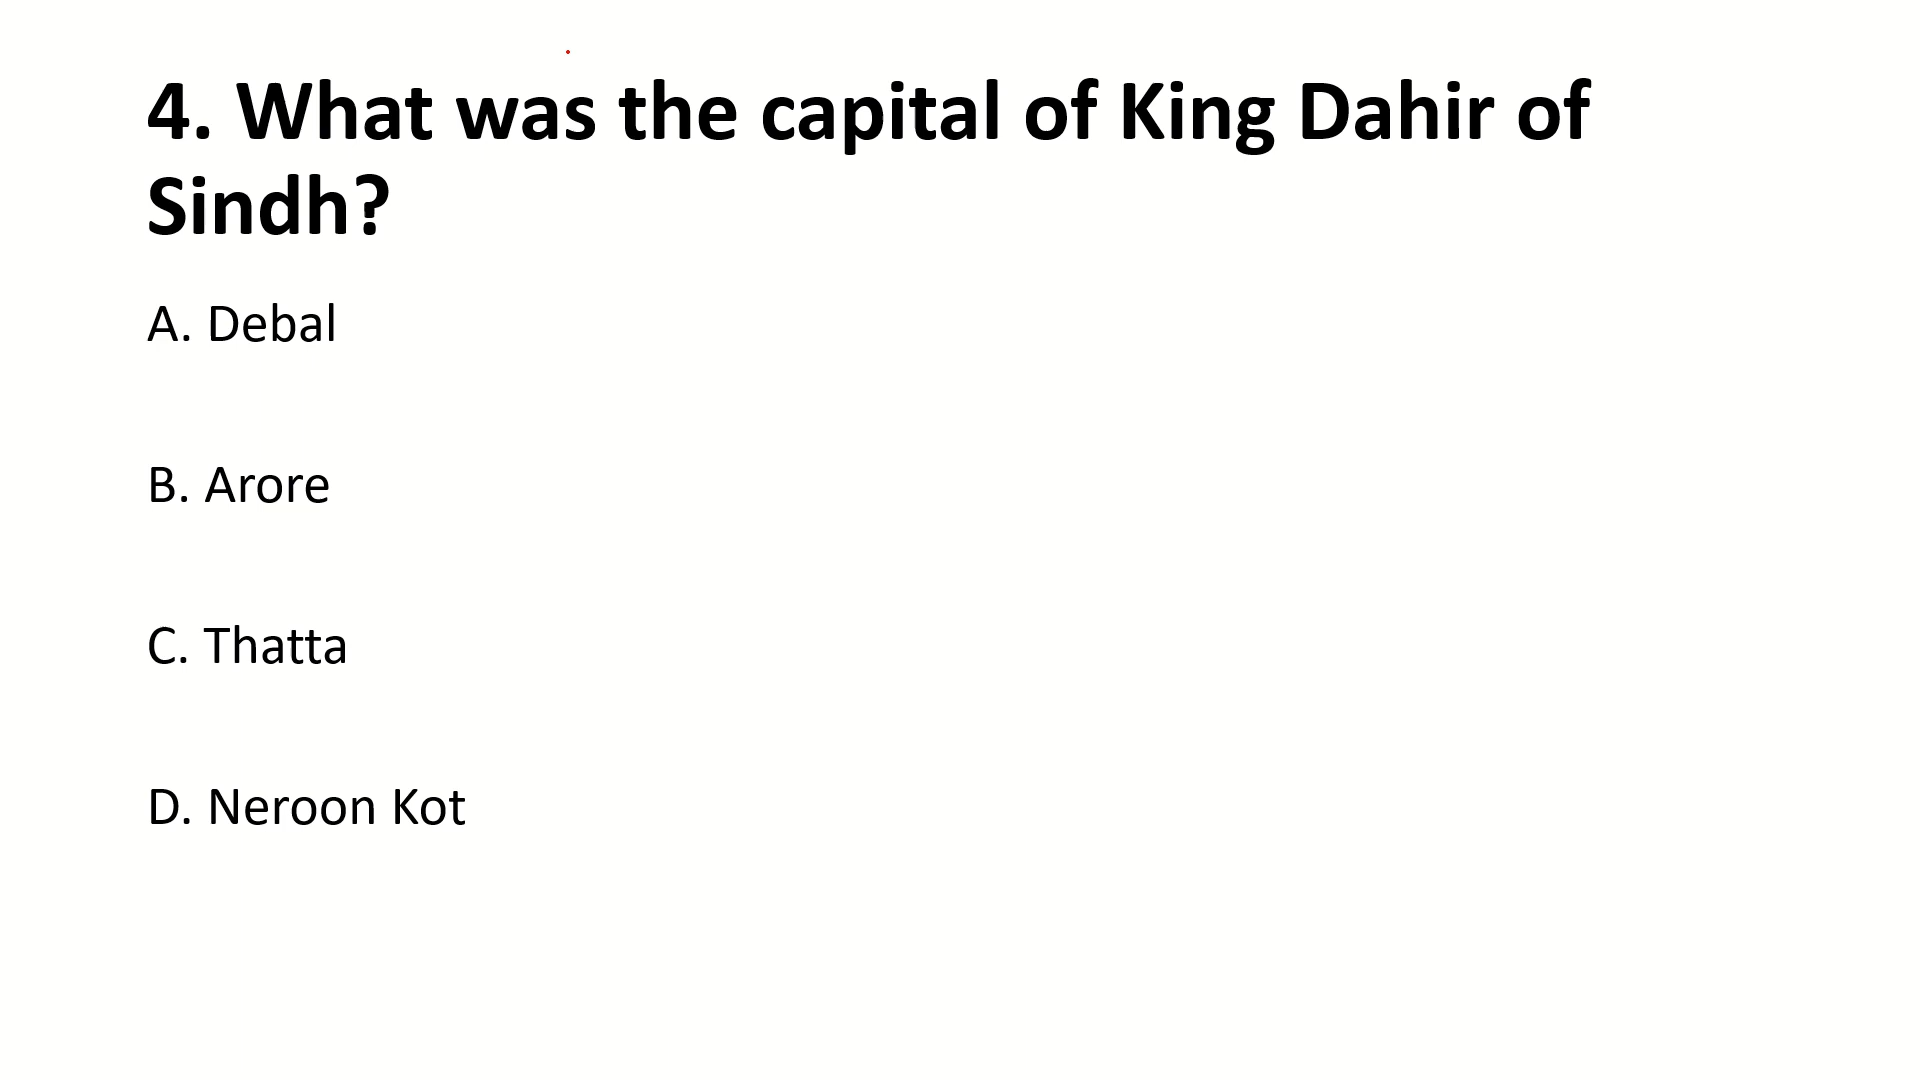 4. What was the capital of King Dahir of
Sindh?
A. Debal
B. Arore
C. Thatta
D. Neroon Kot